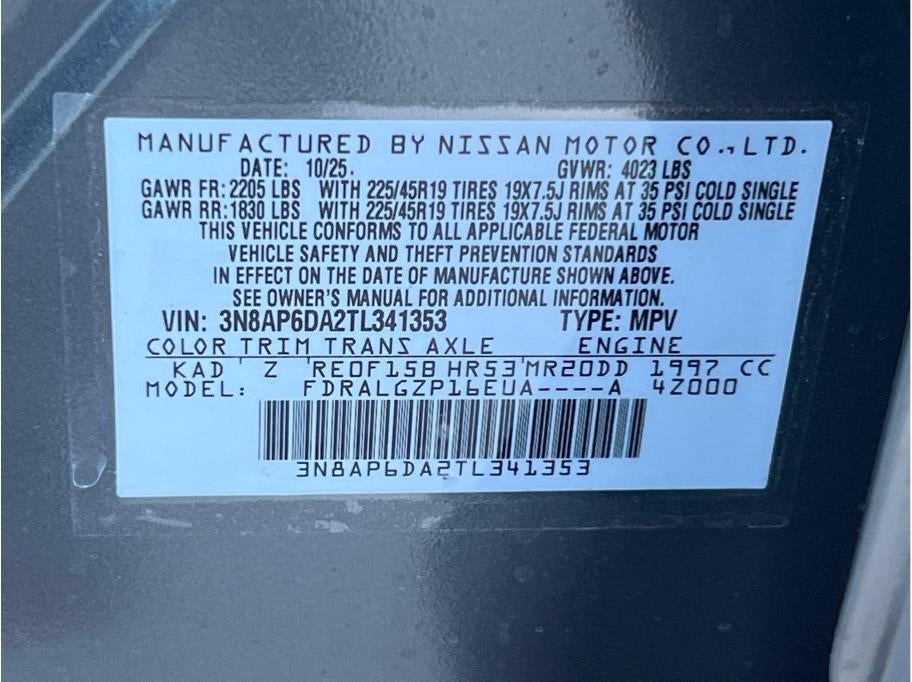 MANUFACTURED BY NISSAN MOTOR CO., LTD.
DATE: 10/25. GVWR: 4023 LBS
GAWR FR: 2205 LBS WITH 225/45R19 TIRES 19X7.5J RIMS AT 35 PSI COLD SINGLE
GAWR RR: 1830 LBS WITH 225/45R19 TIRES 19X7.5J RIMS AT 35 PSI COLD SINGLE
THIS VEHICLE CONFORMS TO ALL APPLICABLE FEDERAL MOTOR
VEHICLE SAFETY AND THEFT PREVENTION STANDARDS
IN EFFECT ON THE DATE OF MANUFACTURE SHOWN ABOVE.
SEE OWNER'S MANUAL FOR ADDITIONAL INFORMATION.
VIN: 3N8AP6DA2TL341353 TYPE: MPV
COLOR TRIM TRANS AXLE ENGINE
KAD Z RE0F15B HR53 MR20DD 1997 CC
MODEL: FDRALGZP16EUA----A 4Z000
3N8AP6DA2TL341353